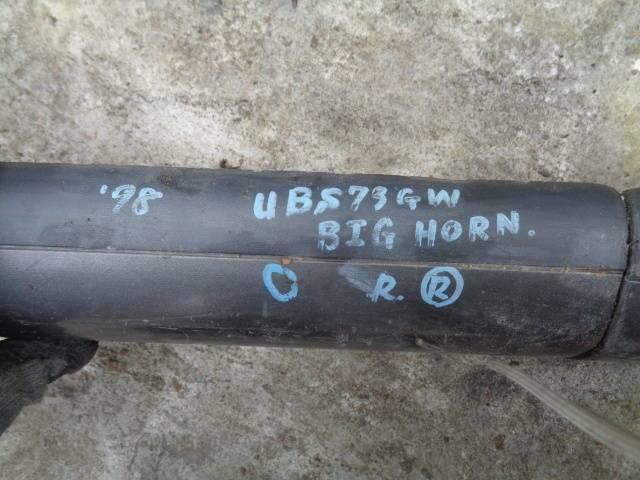 '98 UBS73GW
BIG HORN.
O R. Ⓡ